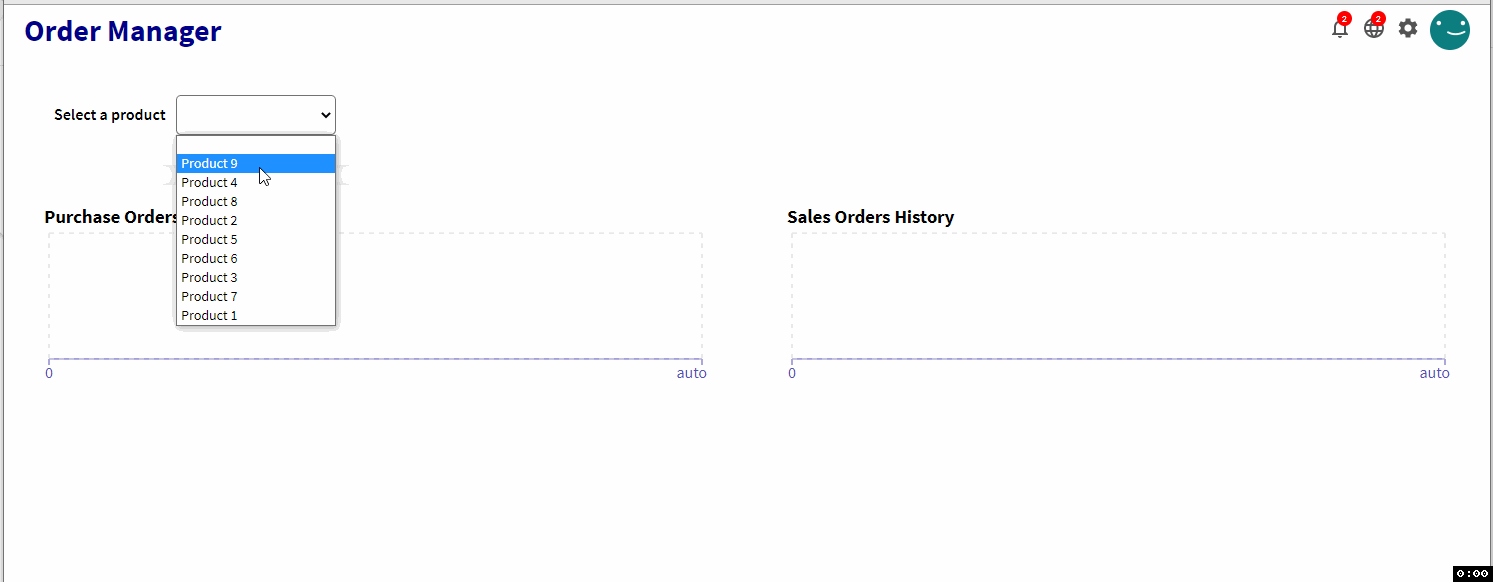 Order Manager
2
2
Select a product
Product 9
Product 4
Product 8
Product 2
Product 5
Product 6
Product 3
Product 7
Product 1
Purchase Orders
Sales Orders History
0
auto
0
auto
0:00